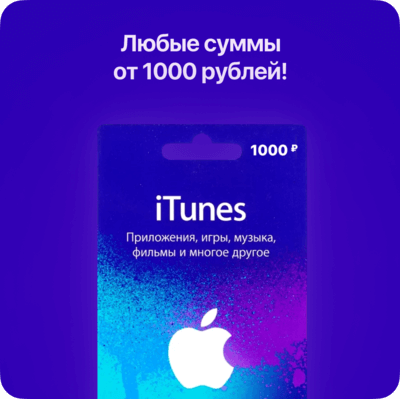 Любые суммы
от 1000 рублей!
1000 ₽
iTunes
Приложения, игры, музыка,
фильмы и многое другое